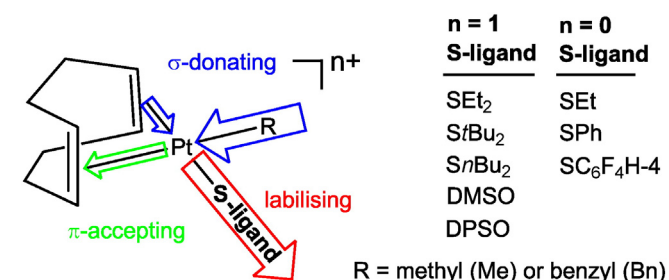 σ-donating
n+
Pt
R
S-ligand
labilising
π-accepting
n = 1 n = 0
S-ligand S-ligand
SEt₂ SEt
StBu₂ SPh
SnBu₂ SC₆F₄H-4
DMSO
DPSO
R = methyl (Me) or benzyl (Bn)